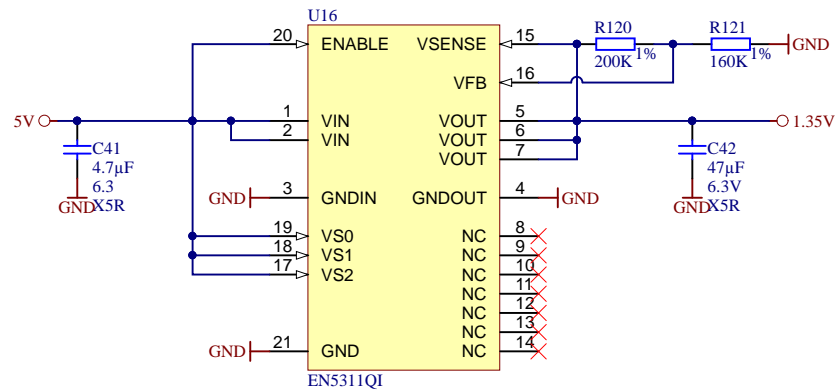 U16
20 ENABLE VSENSE 15
R120
200K 1%
R121
160K 1%
GND
VFB 16
5V
1 VIN VOUT 5
2 VIN VOUT 6
VOUT 7
1.35V
C41
4.7µF
6.3
X5R
GND
C42
47µF
6.3V
X5R
GND
GND 3 GNDIN GNDOUT 4 GND
19 VS0 NC 8
18 VS1 NC 9
17 VS2 NC 10
NC 11
NC 12
NC 13
GND 21 GND NC 14
EN5311QI